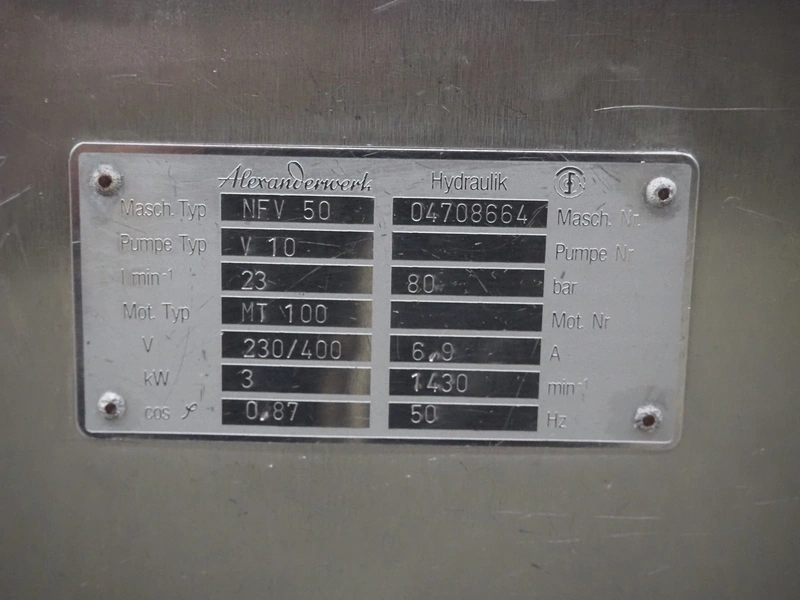 Alexanderwerk Hydraulik
Masch. Typ NFV 50 04708664 Masch. Nr.
Pumpe Typ V 10 Pumpe Nr
l min⁻¹ 23 80 bar
Mot. Typ MT 100 Mot. Nr
V 230/400 6,9 A
kW 3 1430 min⁻¹
cos φ 0,87 50 Hz